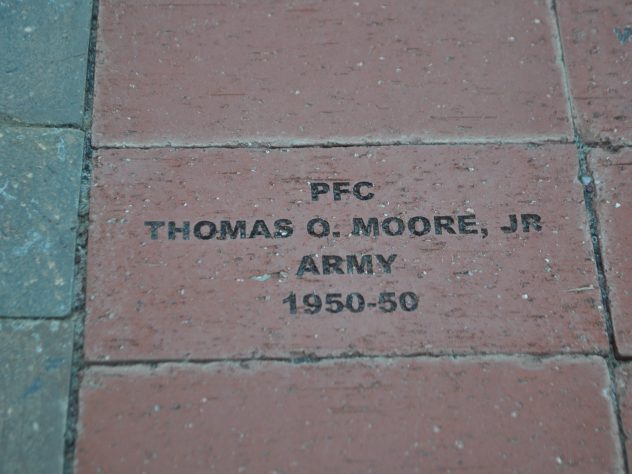 PFC
THOMAS O. MOORE, JR
ARMY
1950-50